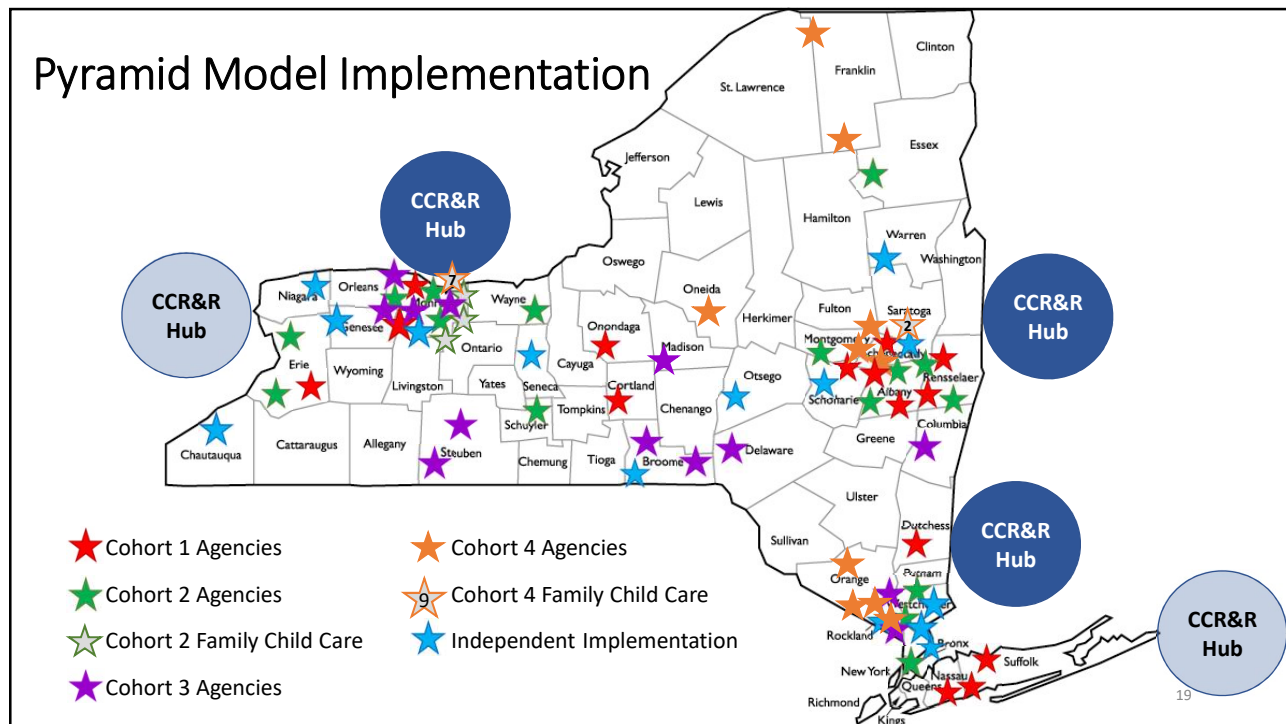 Pyramid Model Implementation
Clinton
Franklin
St. Lawrence
Essex
Jefferson
Lewis
Hamilton
CCR&R
Hub
Warren
Washington
Oswego
Oneida
Herkimer
Fulton
Saratoga
CCR&R
Hub
Niagara
Orleans
7
Wayne
Genesee
Onondaga
Madison
Montgomery
2
CCR&R
Hub
Erie
Wyoming
Livingston
Ontario
Yates
Seneca
Cayuga
Cortland
Chenango
Otsego
Schoharie
Albany
Rensselaer
Chautauqua
Cattaraugus
Allegany
Steuben
Schuyler
Chemung
Tompkins
Tioga
Broome
Delaware
Greene
Columbia
Ulster
Sullivan
Dutchess
CCR&R
Hub
Orange
Putnam
Westchester
Rockland
Bronx
New York
Queens
Nassau
Suffolk
Richmond
Kings
CCR&R
Hub
Cohort 1 Agencies
Cohort 2 Agencies
Cohort 2 Family Child Care
Cohort 3 Agencies
Cohort 4 Agencies
9 Cohort 4 Family Child Care
Independent Implementation
19